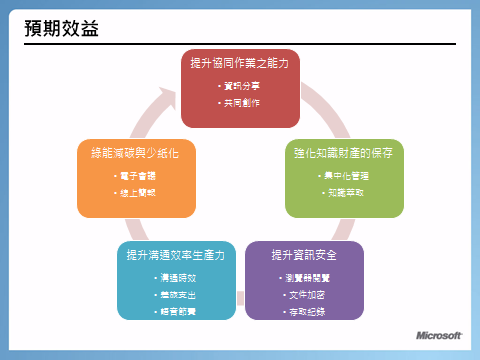 預期效益
提升協同作業之能力
• 資訊分享
• 共同創作
強化知識財產的保存
• 集中化管理
• 知識萃取
提升資訊安全
• 瀏覽器閱覽
• 文件加密
• 存取記錄
提升溝通效率生產力
• 溝通時效
• 差旅支出
• 語音節費
綠能減碳與少紙化
• 電子會議
• 線上簡報
Microsoft